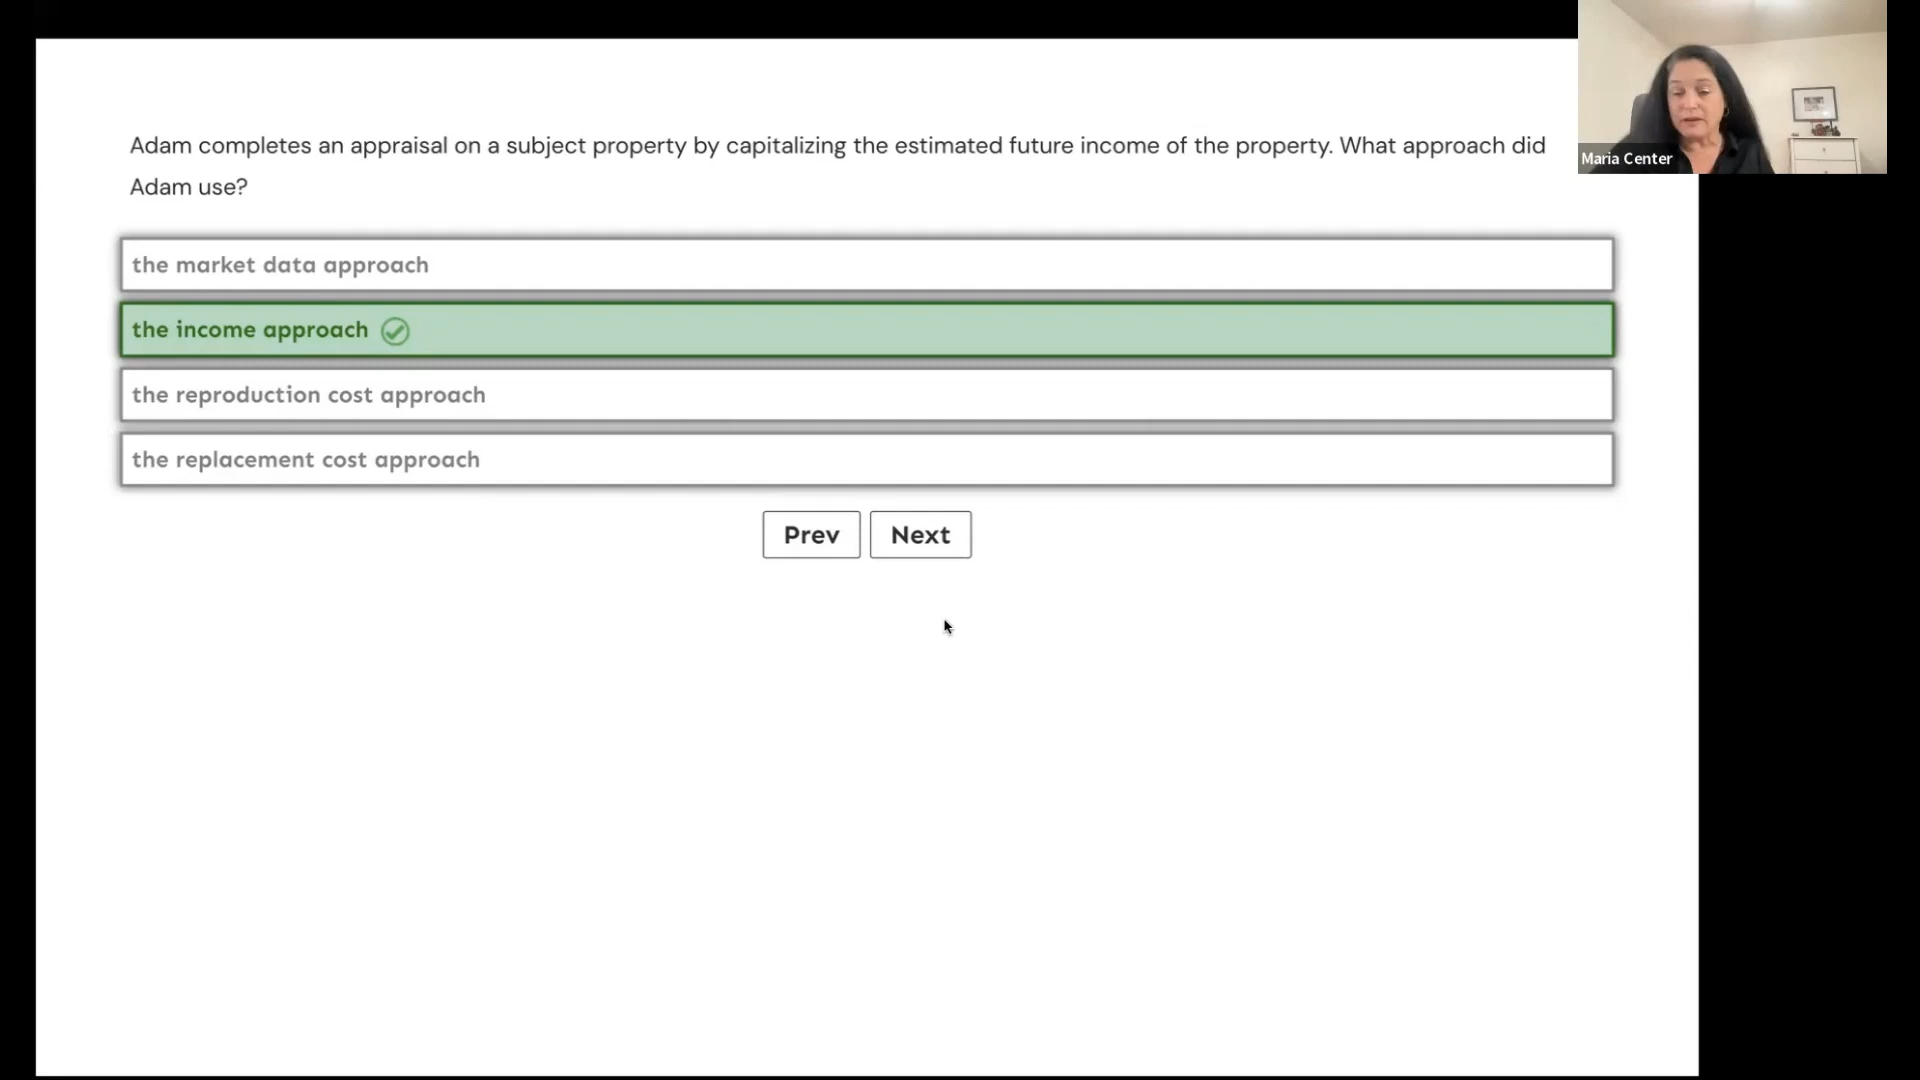 Maria Center
Adam completes an appraisal on a subject property by capitalizing the estimated future income of the property. What approach did
Adam use?
the market data approach
the income approach
the reproduction cost approach
the replacement cost approach
Prev
Next